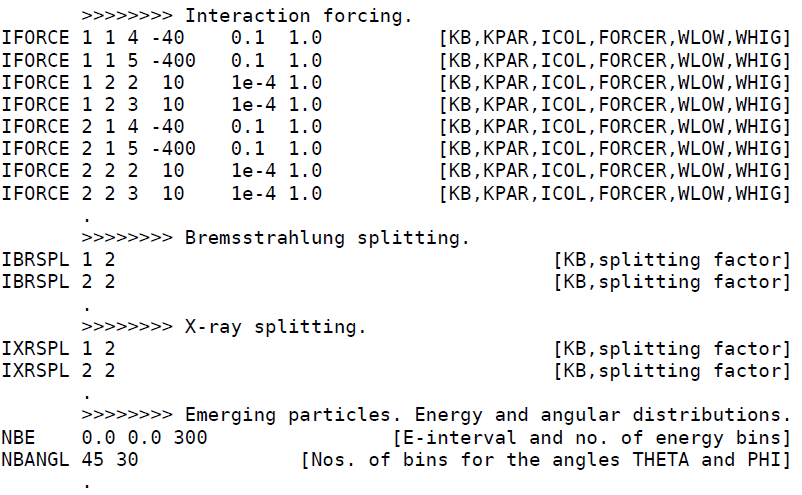 >>>>>>>> Interaction forcing.
IFORCE 1 1 4 -40    0.1  1.0          [KB,KPAR,ICOL,FORCER,WLOW,WHIG]
IFORCE 1 1 5 -400   0.1  1.0          [KB,KPAR,ICOL,FORCER,WLOW,WHIG]
IFORCE 1 2 2  10    1e-4 1.0          [KB,KPAR,ICOL,FORCER,WLOW,WHIG]
IFORCE 1 2 3  10    1e-4 1.0          [KB,KPAR,ICOL,FORCER,WLOW,WHIG]
IFORCE 2 1 4 -40    0.1  1.0          [KB,KPAR,ICOL,FORCER,WLOW,WHIG]
IFORCE 2 1 5 -400   0.1  1.0          [KB,KPAR,ICOL,FORCER,WLOW,WHIG]
IFORCE 2 2 2  10    1e-4 1.0          [KB,KPAR,ICOL,FORCER,WLOW,WHIG]
IFORCE 2 2 3  10    1e-4 1.0          [KB,KPAR,ICOL,FORCER,WLOW,WHIG]
       .
       >>>>>>>> Bremsstrahlung splitting.
IBRSPL 1 2                                      [KB,splitting factor]
IBRSPL 2 2                                      [KB,splitting factor]
       .
       >>>>>>>> X-ray splitting.
IXRSPL 1 2                                      [KB,splitting factor]
IXRSPL 2 2                                      [KB,splitting factor]
       .
       >>>>>>>> Emerging particles. Energy and angular distributions.
NBE    0.0 0.0 300                [E-interval and no. of energy bins]
NBANGL 45 30              [Nos. of bins for the angles THETA and PHI]
       .